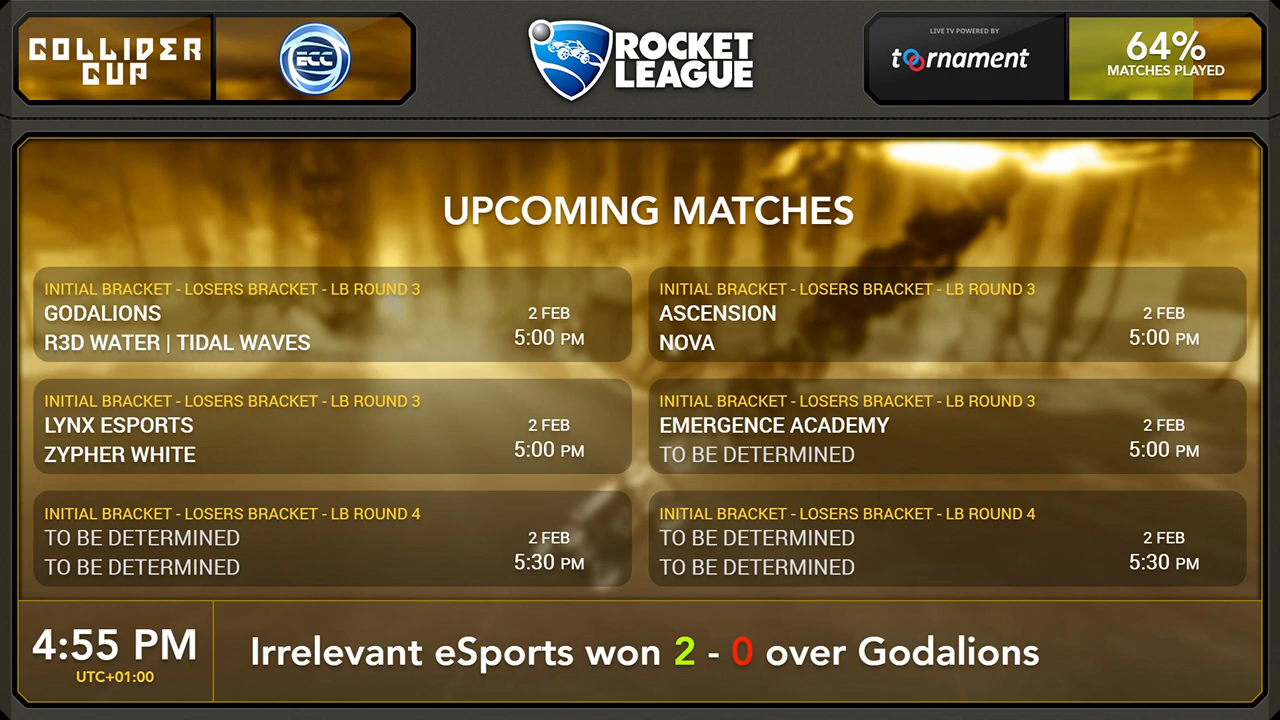 COLLIDER
CUP
ECC
ROCKET
LEAGUE
LIVE TV POWERED BY
toornament
64%
MATCHES PLAYED
UPCOMING MATCHES
INITIAL BRACKET - LOSERS BRACKET - LB ROUND 3
GODALIONS
2 FEB
R3D WATER | TIDAL WAVES
5:00 PM
INITIAL BRACKET - LOSERS BRACKET - LB ROUND 3
ASCENSION
2 FEB
NOVA
5:00 PM
INITIAL BRACKET - LOSERS BRACKET - LB ROUND 3
LYNX ESPORTS
2 FEB
ZYPHER WHITE
5:00 PM
INITIAL BRACKET - LOSERS BRACKET - LB ROUND 3
EMERGENCE ACADEMY
2 FEB
TO BE DETERMINED
5:00 PM
INITIAL BRACKET - LOSERS BRACKET - LB ROUND 4
TO BE DETERMINED
2 FEB
TO BE DETERMINED
5:30 PM
INITIAL BRACKET - LOSERS BRACKET - LB ROUND 4
TO BE DETERMINED
2 FEB
TO BE DETERMINED
5:30 PM
4:55 PM
UTC+01:00
Irrelevant eSports won 2 - 0 over Godalions